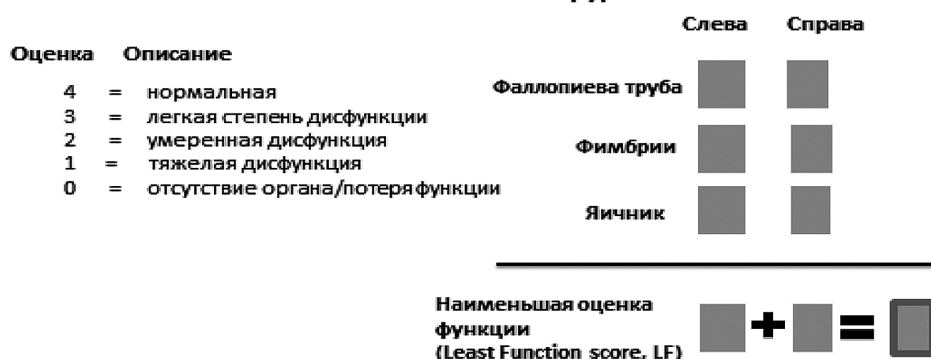 Слева Справа
Оценка Описание
4 = нормальная
3 = легкая степень дисфункции
2 = умеренная дисфункция
1 = тяжелая дисфункция
0 = отсутствие органа/потеря функции
Фаллопиева труба
Фимбрии
Яичник
Наименьшая оценка
функции
(Least Function score, LF)
+ =